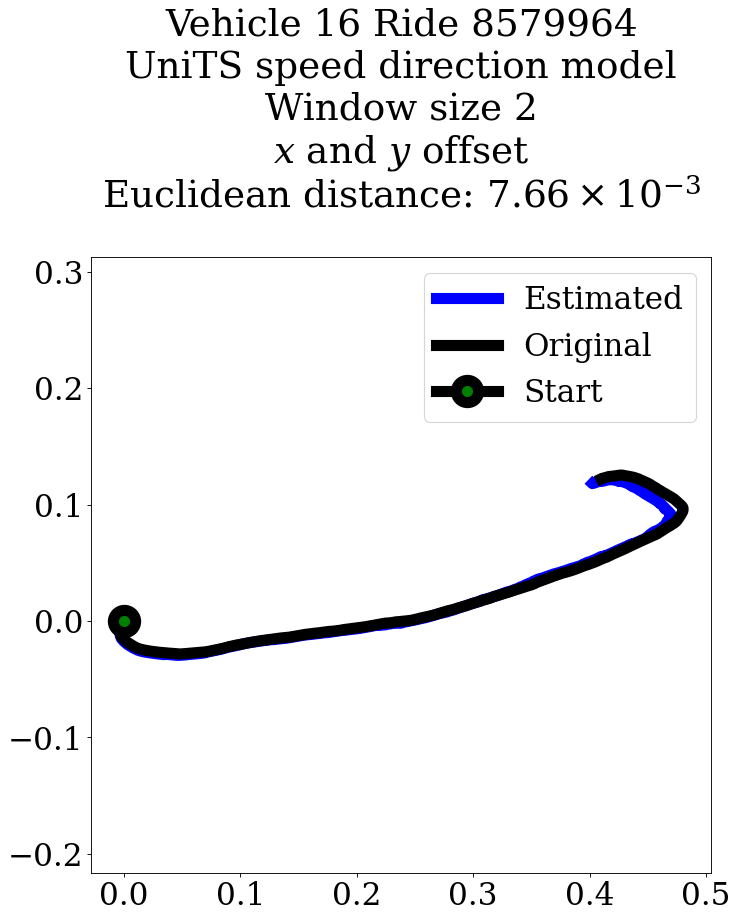 Vehicle 16 Ride 8579964
UniTS speed direction model
Window size 2
x and y offset
Euclidean distance: 7.66 × 10⁻³
Estimated
Original
Start
0.3
0.2
0.1
0.0
−0.1
−0.2
0.0 0.1 0.2 0.3 0.4 0.5